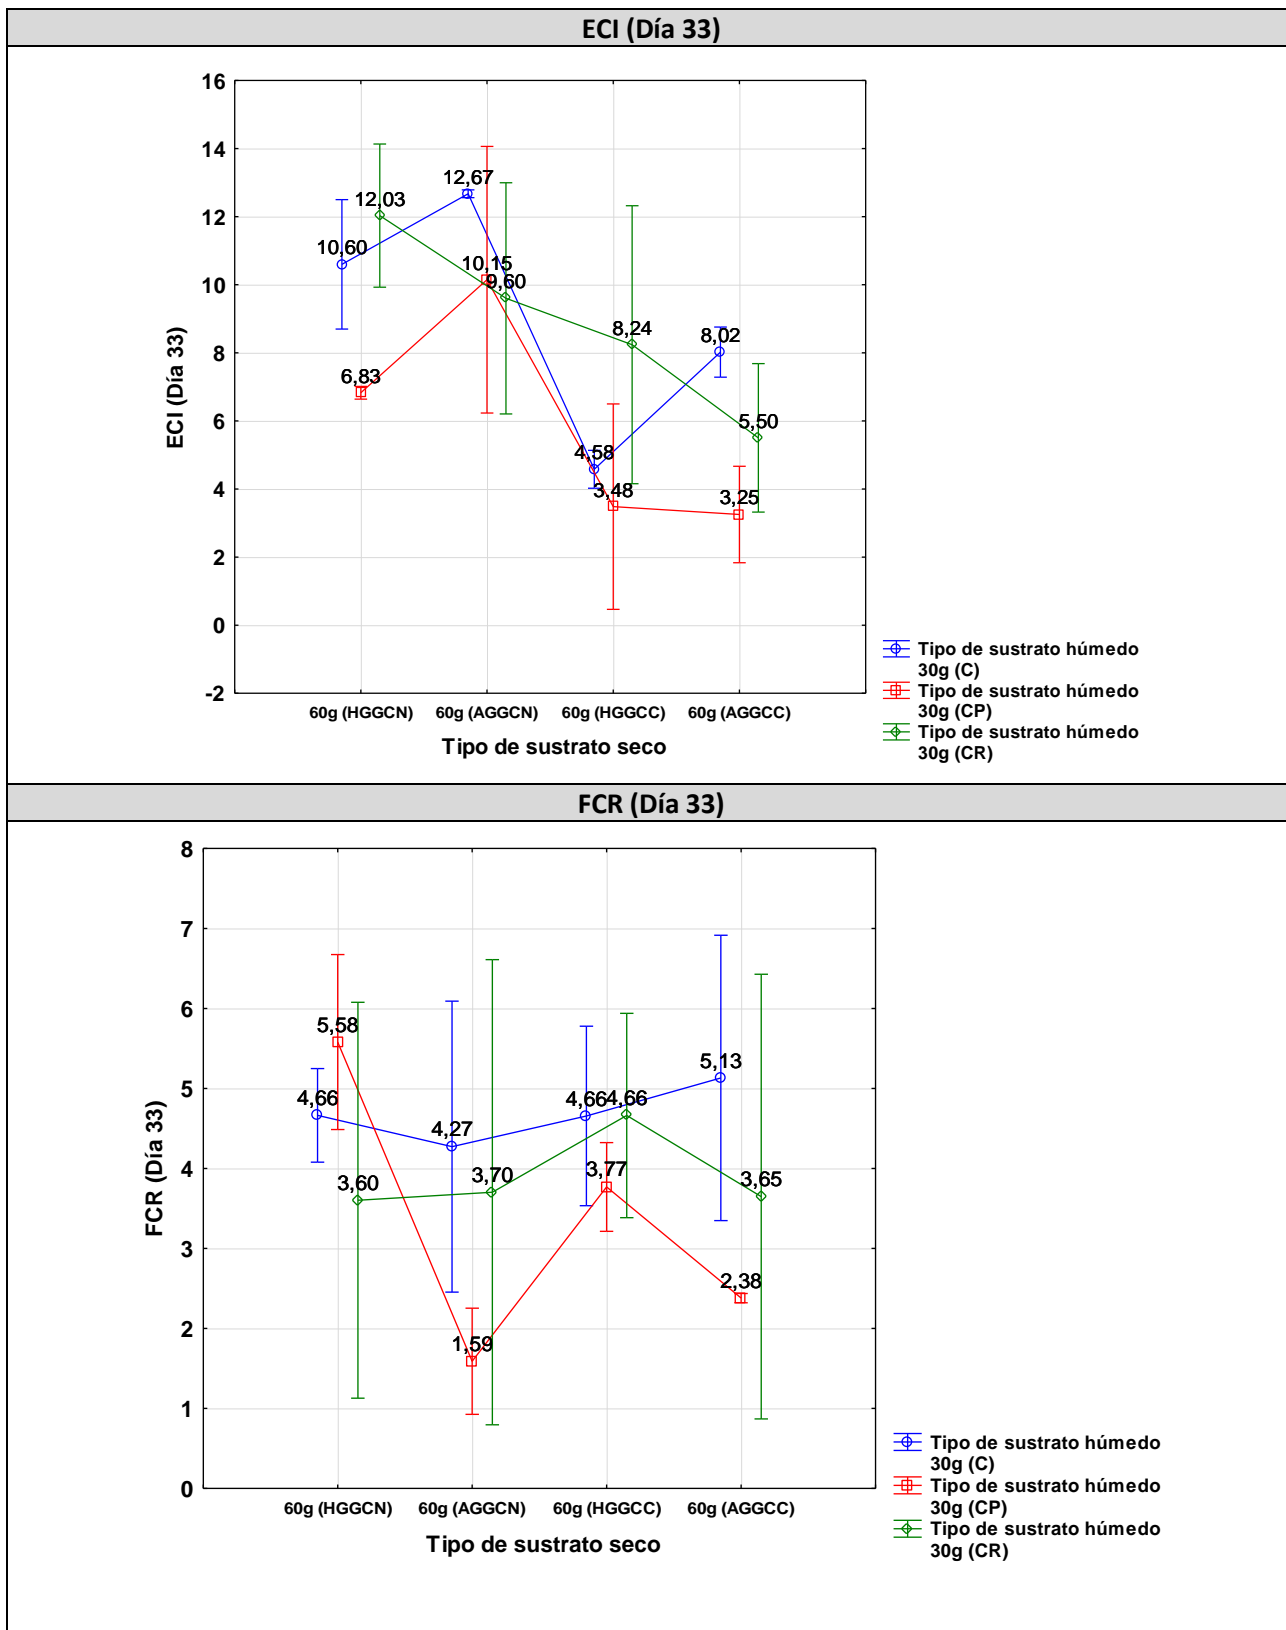 ECI (Día 33)
16
14
12
10
8
6
4
2
0
-2
ECI (Día 33)
12,67
12,03
10,60
10,15
9,60
8,24
8,02
6,83
5,50
4,58
3,48
3,25
60g (HGGCN) 60g (AGGCN) 60g (HGGCC) 60g (AGGCC)
Tipo de sustrato seco
Tipo de sustrato húmedo
30g (C)
Tipo de sustrato húmedo
30g (CP)
Tipo de sustrato húmedo
30g (CR)
FCR (Día 33)
8
7
6
5
4
3
2
1
0
FCR (Día 33)
5,58
5,13
4,66
4,66 4,66
4,27
3,77
3,60
3,70
3,65
2,38
1,59
60g (HGGCN) 60g (AGGCN) 60g (HGGCC) 60g (AGGCC)
Tipo de sustrato seco
Tipo de sustrato húmedo
30g (C)
Tipo de sustrato húmedo
30g (CP)
Tipo de sustrato húmedo
30g (CR)